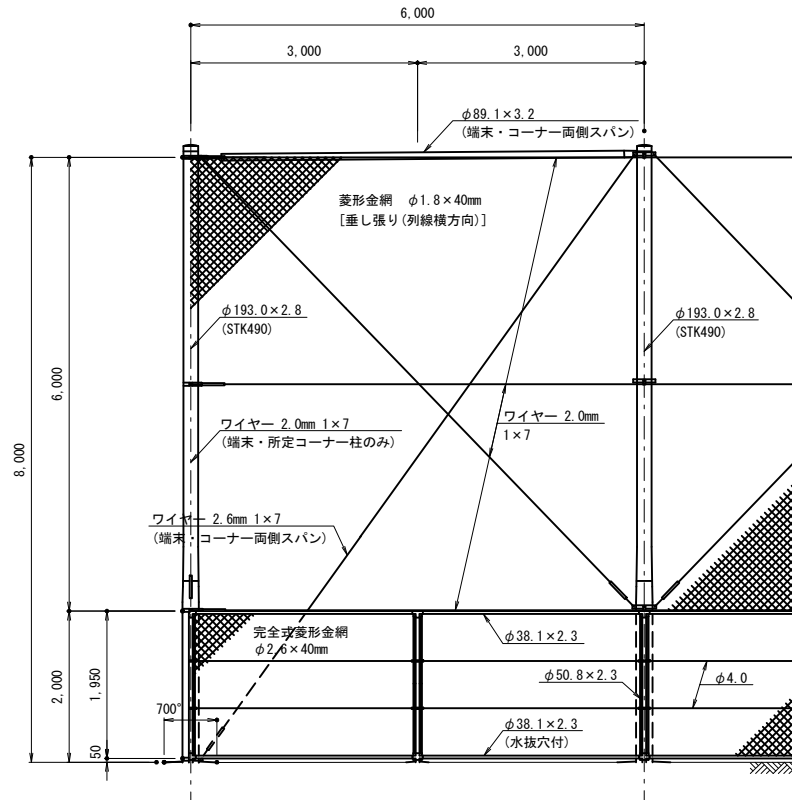 6,000
3,000
3,000
φ89.1×3.2
(端末・コーナー両側スパン)
菱形金網 φ1.8×40mm
[垂し張り(列線横方向)]
φ193.0×2.8
(STK490)
φ193.0×2.8
(STK490)
6,000
8,000
ワイヤー 2.0mm 1×7
(端末・所定コーナー柱のみ)
ワイヤー 2.0mm
1×7
ワイヤー 2.6mm 1×7
(端末・コーナー両側スパン)
完全式菱形金網
φ2.6×40mm
φ38.1×2.3
φ50.8×2.3
φ4.0
2,000
1,950
700°
50
φ38.1×2.3
(水抜穴付)